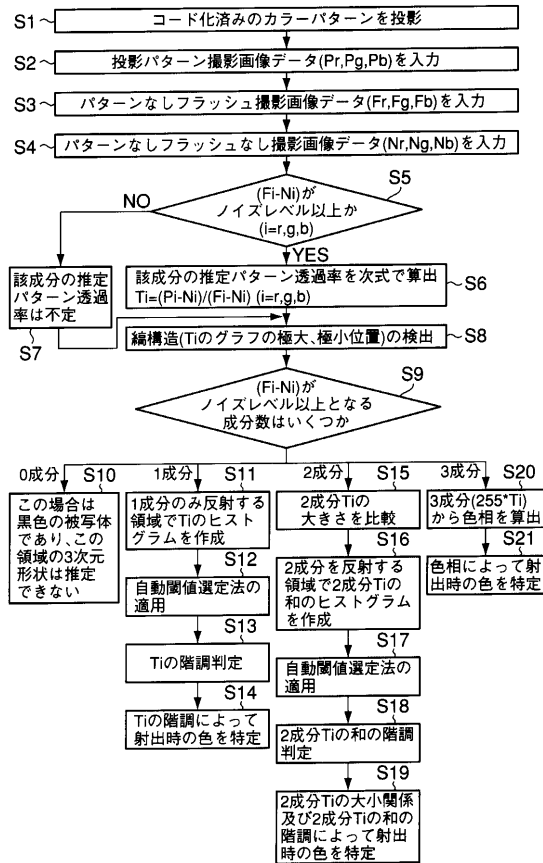 S1
コード化済みのカラーパターンを投影
S2
投影パターン撮影画像データ(Pr,Pg,Pb)を入力
S3
パターンなしフラッシュ撮影画像データ(Fr,Fg,Fb)を入力
S4
パターンなしフラッシュなし撮影画像データ(Nr,Ng,Nb)を入力
S5
(Fi-Ni)が
ノイズレベル以上か
(i=r,g,b)
NO
YES
該成分の推定
パターン透過
率は不定
S7
該成分の推定パターン透過率を次式で算出
Ti=(Pi-Ni)/(Fi-Ni) (i=r,g,b)
S6
縞構造(Tiのグラフの極大、極小位置)の検出
S8
S9
(Fi-Ni)が
ノイズレベル以上となる
成分数はいくつか
0成分
S10
この場合は
黒色の被写体
であり、この
領域の3次元
形状は推定
できない
1成分
S11
1成分のみ反射する
領域でTiのヒスト
グラムを作成
S12
自動閾値選定法の
適用
S13
Tiの階調判定
S14
Tiの階調によって
射出時の色を特定
2成分
S15
2成分Tiの
大きさを比較
S16
2成分を反射する
領域で2成分Tiの
和のヒストグラム
を作成
S17
自動閾値選定法の
適用
S18
2成分Tiの和の階調
判定
S19
2成分Tiの大小関係
及び2成分Tiの和の
階調によって射出
時の色を特定
3成分
S20
3成分(255*Ti)
から色相を算出
S21
色相によって射
出時の色を特定